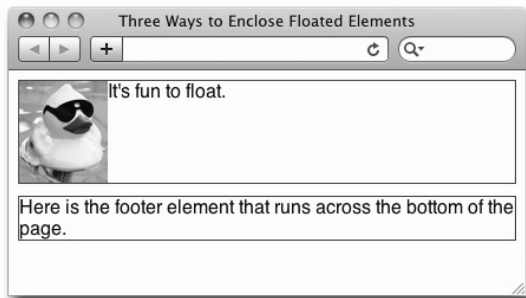 Three Ways to Enclose Floated Elements
It's fun to float.
Here is the footer element that runs across the bottom of the
page.